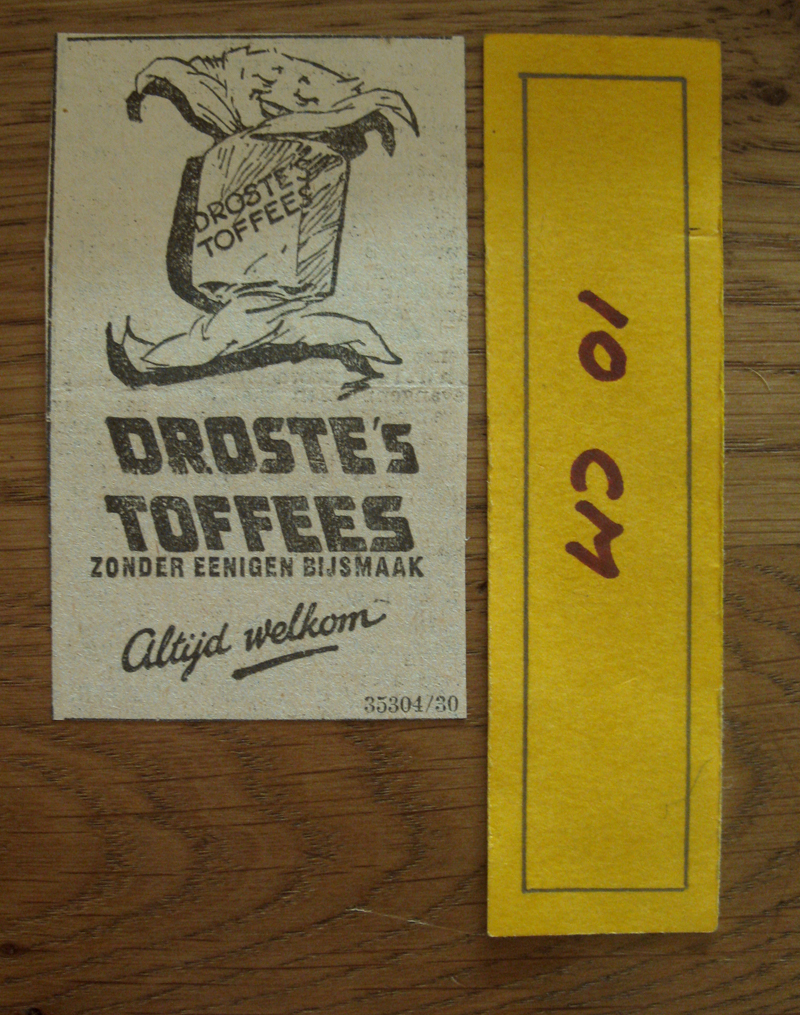 DROSTE'S
TOFFEES
DROSTE's
TOFFEES
ZONDER EENIGEN BIJSMAAK
Altijd welkom
35304/30
10 CM